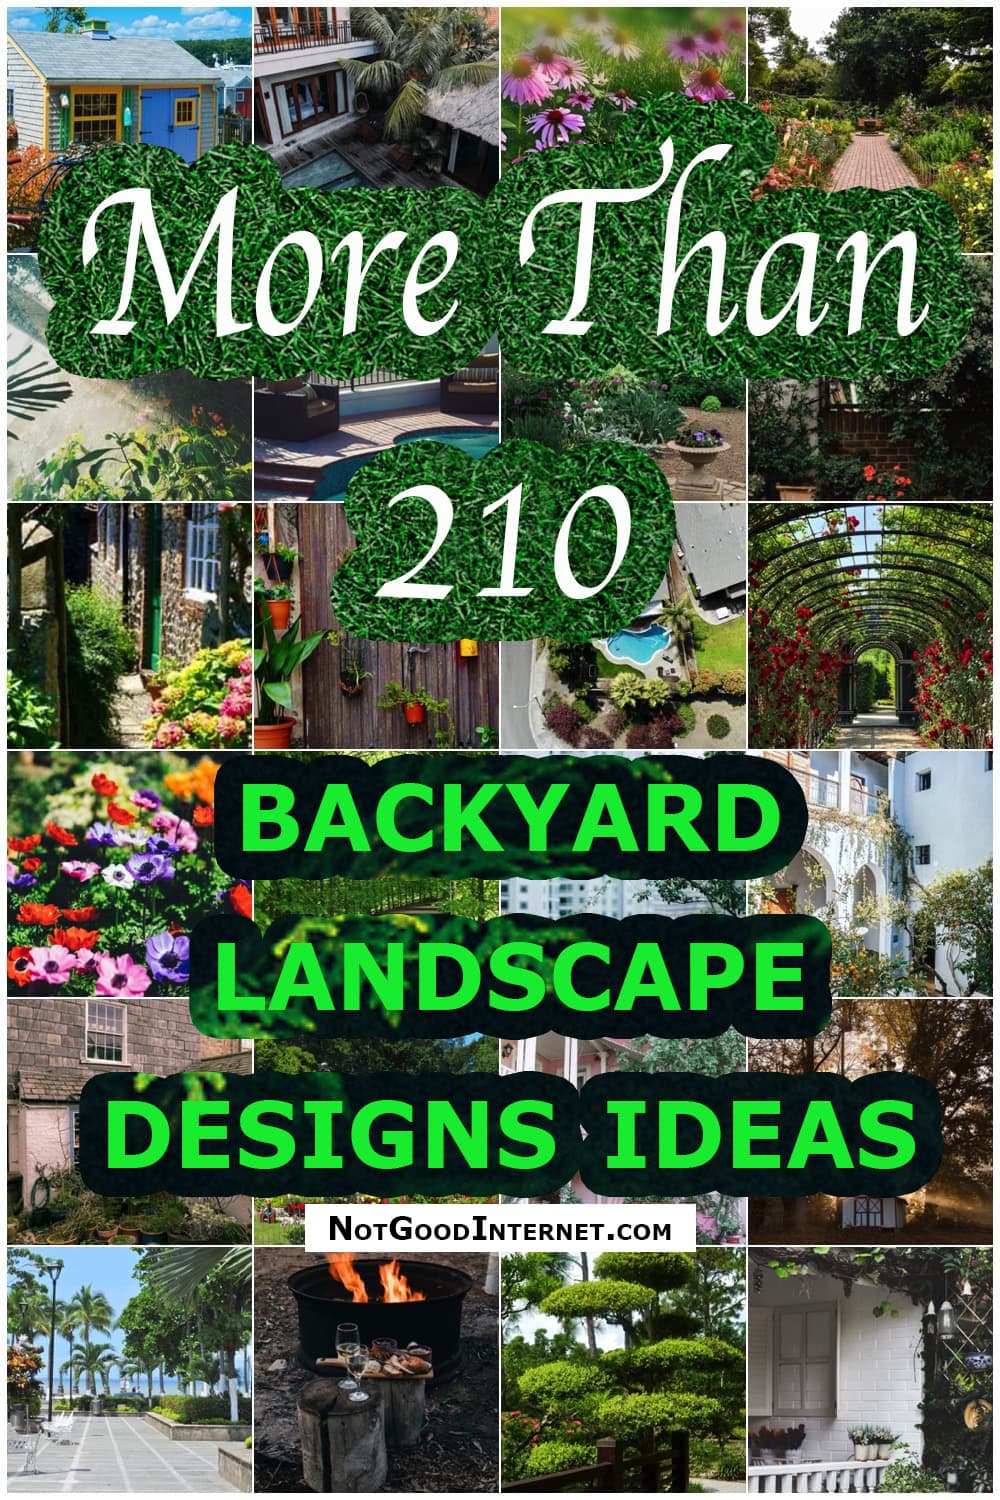 More Than
210
BACKYARD
LANDSCAPE
DESIGNS IDEAS
NotGoodInternet.com